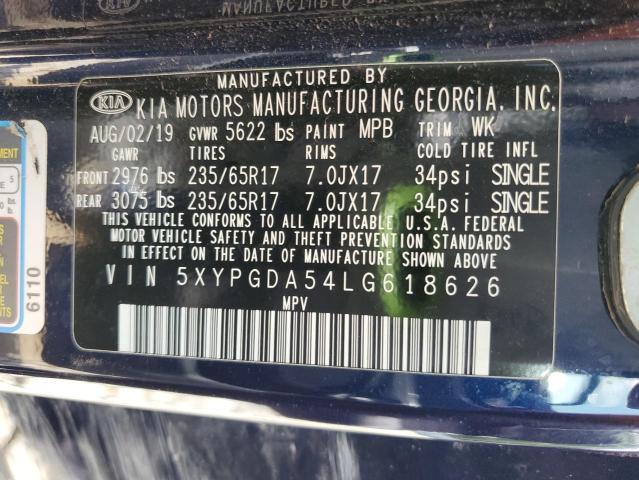 MANUFACTURED BY
KIA KIA MOTORS MANUFACTURING GEORGIA, INC.
AUG/02/19 GVWR 5622 lbs PAINT MPB TRIM WK
GAWR TIRES RIMS COLD TIRE INFL
FRONT 2976 lbs 235/65R17 7.0JX17 34psi SINGLE
REAR 3075 lbs 235/65R17 7.0JX17 34psi SINGLE
THIS VEHICLE CONFORMS TO ALL APPLICABLE U.S.A. FEDERAL
MOTOR VEHICLE SAFETY AND THEFT PREVENTION STANDARDS
IN EFFECT ON THE DATE OF MANUFACTURE SHOWN ABOVE.
VIN 5XYPGDA54LG618626
MPV
6110